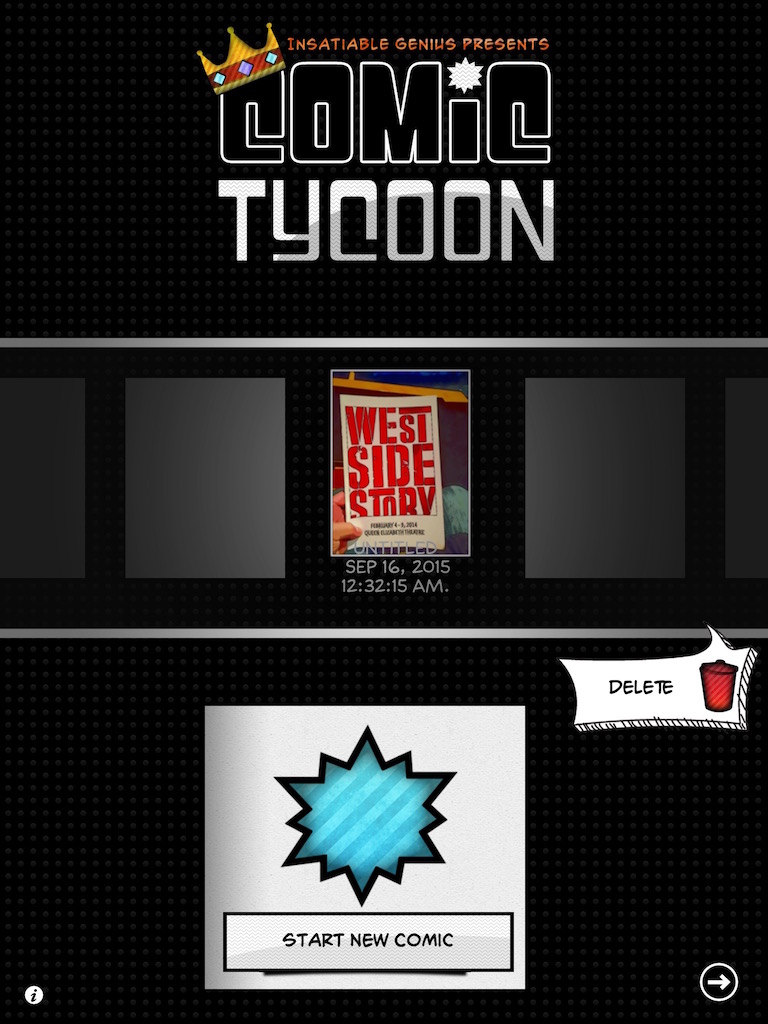 INSATIABLE GENIUS PRESENTS
COMIC
TYCOON
WEST
SIDE
STORY
FEBRUARY 4 - 9, 2014
QUEEN ELIZABETH THEATRE
UNTITLED
SEP 16, 2015
12:32:15 AM.
DELETE
START NEW COMIC
i